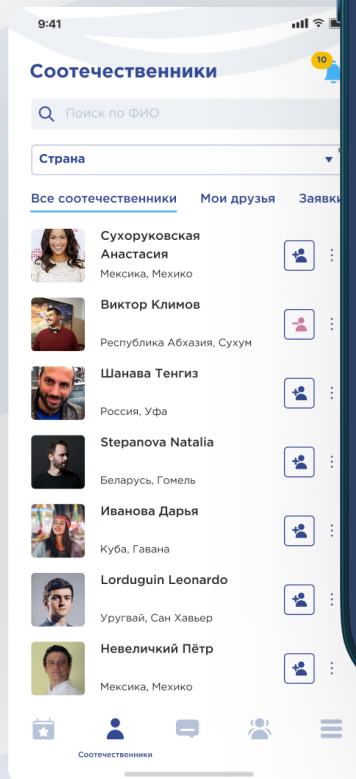 9:41
Соотечественники
10
Поиск по ФИО
Страна
Все соотечественники Мои друзья Заявки
Сухоруковская
Анастасия
Мексика, Мехико
Виктор Климов
Республика Абхазия, Сухум
Шанава Тенгиз
Россия, Уфа
Stepanova Natalia
Беларусь, Гомель
Иванова Дарья
Куба, Гавана
Lorduguin Leonardo
Уругвай, Сан Хавьер
Невеличкий Пётр
Мексика, Мехико
Соотечественники